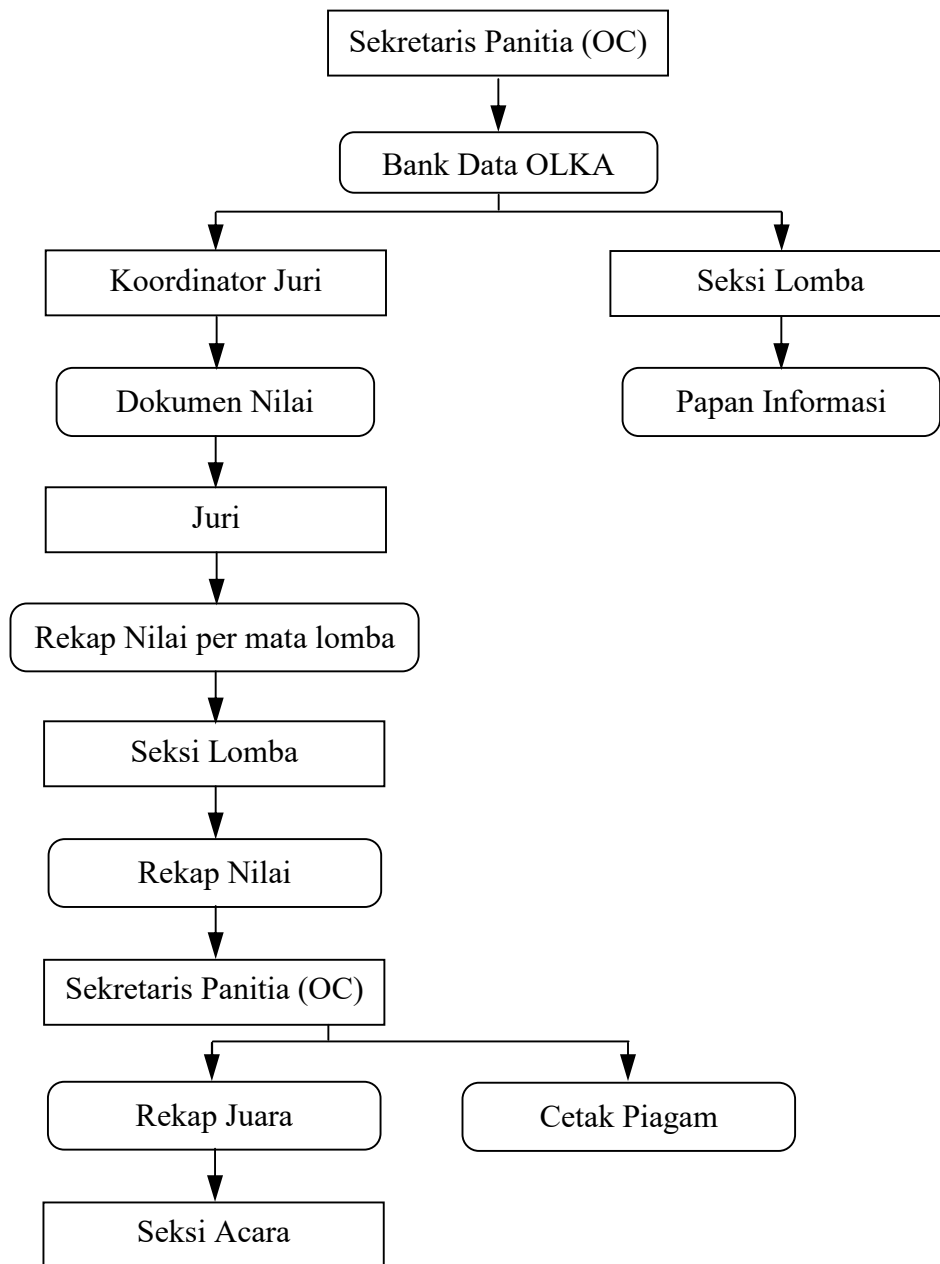 Sekretaris Panitia (OC)
Bank Data OLKA
Koordinator Juri
Seksi Lomba
Dokumen Nilai
Papan Informasi
Juri
Rekap Nilai per mata lomba
Seksi Lomba
Rekap Nilai
Sekretaris Panitia (OC)
Rekap Juara
Cetak Piagam
Seksi Acara